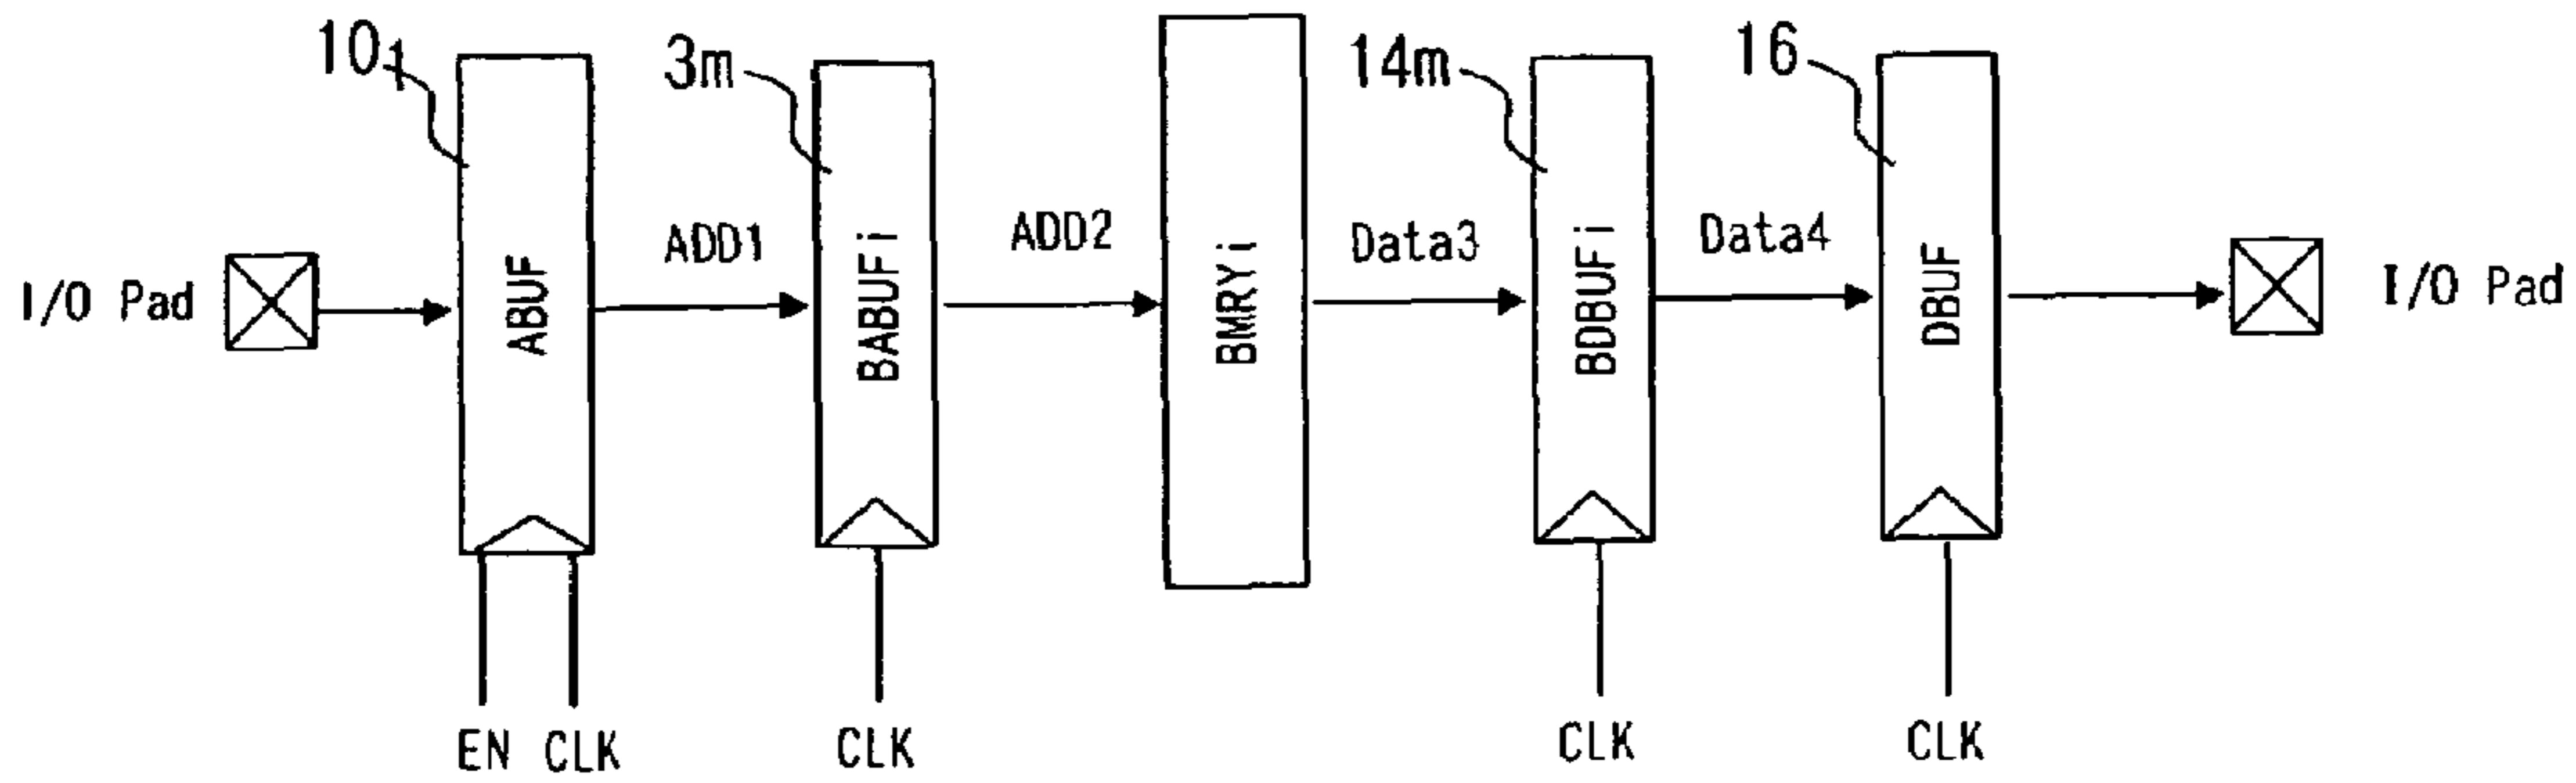 10₁
3m
14m
16
I/O Pad
ABUF
ADD1
BABUFi
ADD2
BMRYi
Data3
BDBUFi
Data4
DBUF
I/O Pad
EN CLK
CLK
CLK
CLK